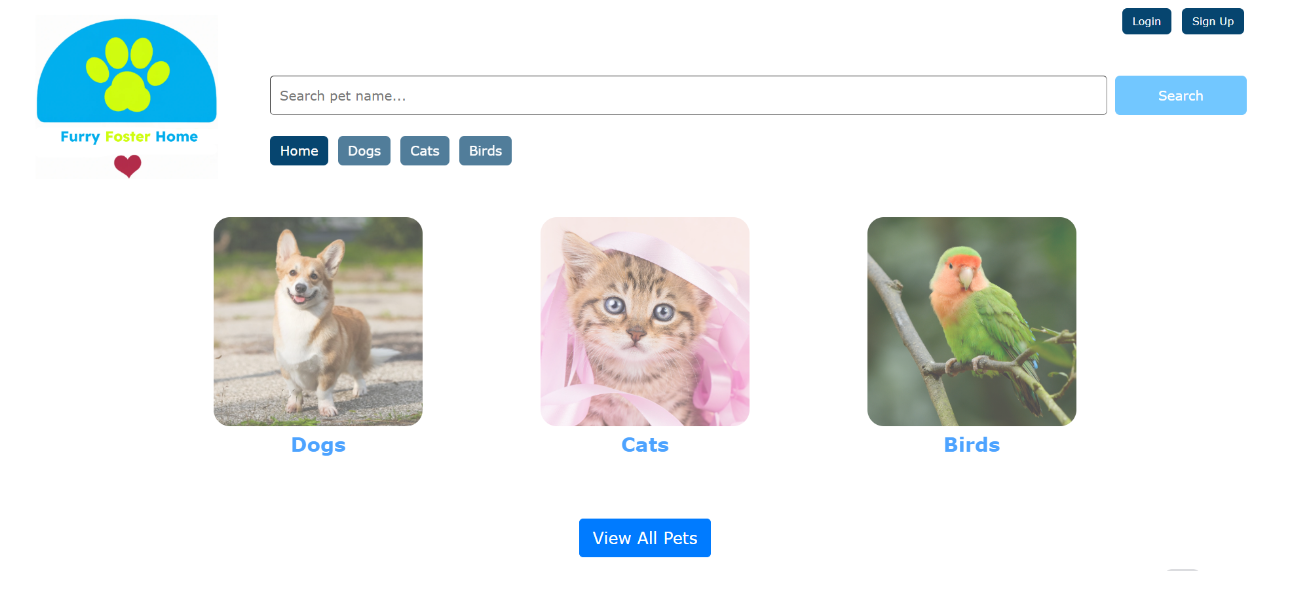 Login Sign Up
Search pet name...
Search
Furry Foster Home
Home Dogs Cats Birds
Dogs Cats Birds
View All Pets